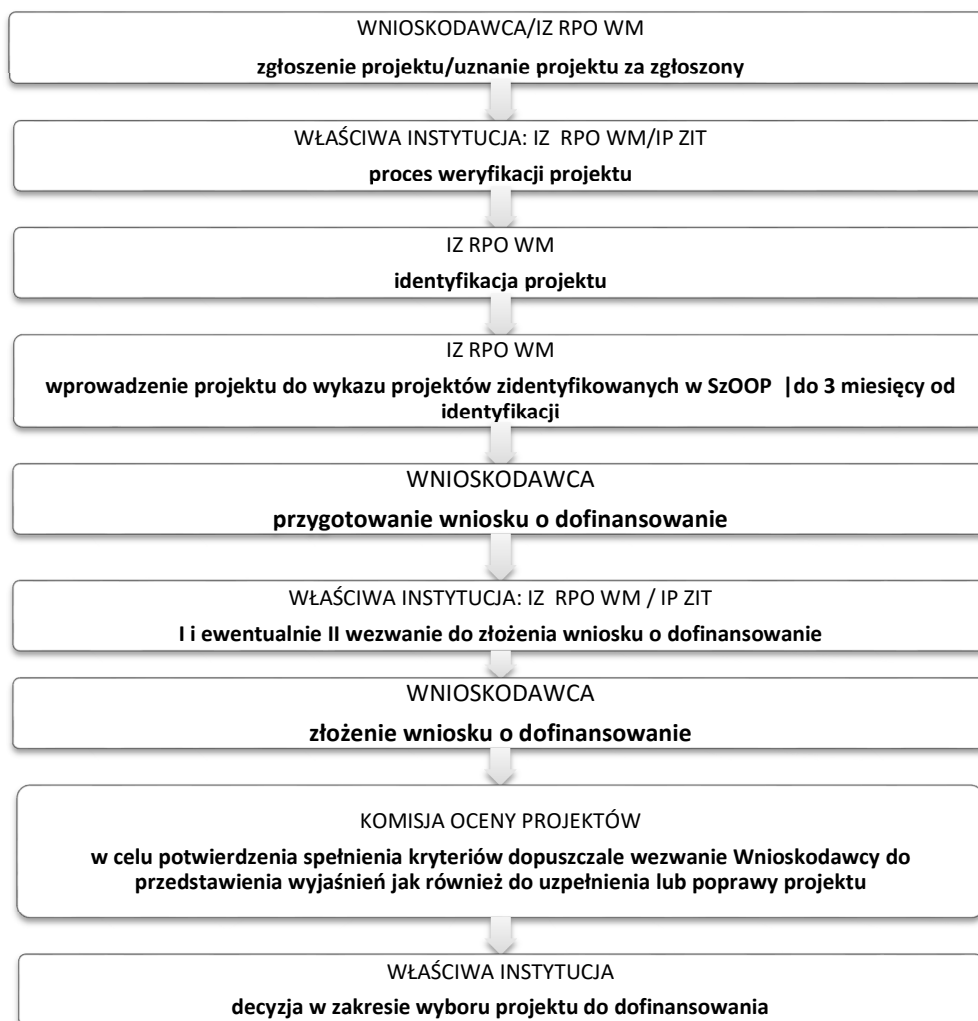 WNIOSKODAWCA/IZ RPO WM
zgłoszenie projektu/uznanie projektu za zgłoszony
WŁAŚCIWA INSTYTUCJA: IZ RPO WM/IP ZIT
proces weryfikacji projektu
IZ RPO WM
identyfikacja projektu
IZ RPO WM
wprowadzenie projektu do wykazu projektów zidentyfikowanych w SzOOP |do 3 miesięcy od
identyfikacji
WNIOSKODAWCA
przygotowanie wniosku o dofinansowanie
WŁAŚCIWA INSTYTUCJA: IZ RPO WM / IP ZIT
I i ewentualnie II wezwanie do złożenia wniosku o dofinansowanie
WNIOSKODAWCA
złożenie wniosku o dofinansowanie
KOMISJA OCENY PROJEKTÓW
w celu potwierdzenia spełnienia kryteriów dopuszczale wezwanie Wnioskodawcy do
przedstawienia wyjaśnień jak również do uzpełnienia lub poprawy projektu
WŁAŚCIWA INSTYTUCJA
decyzja w zakresie wyboru projektu do dofinansowania